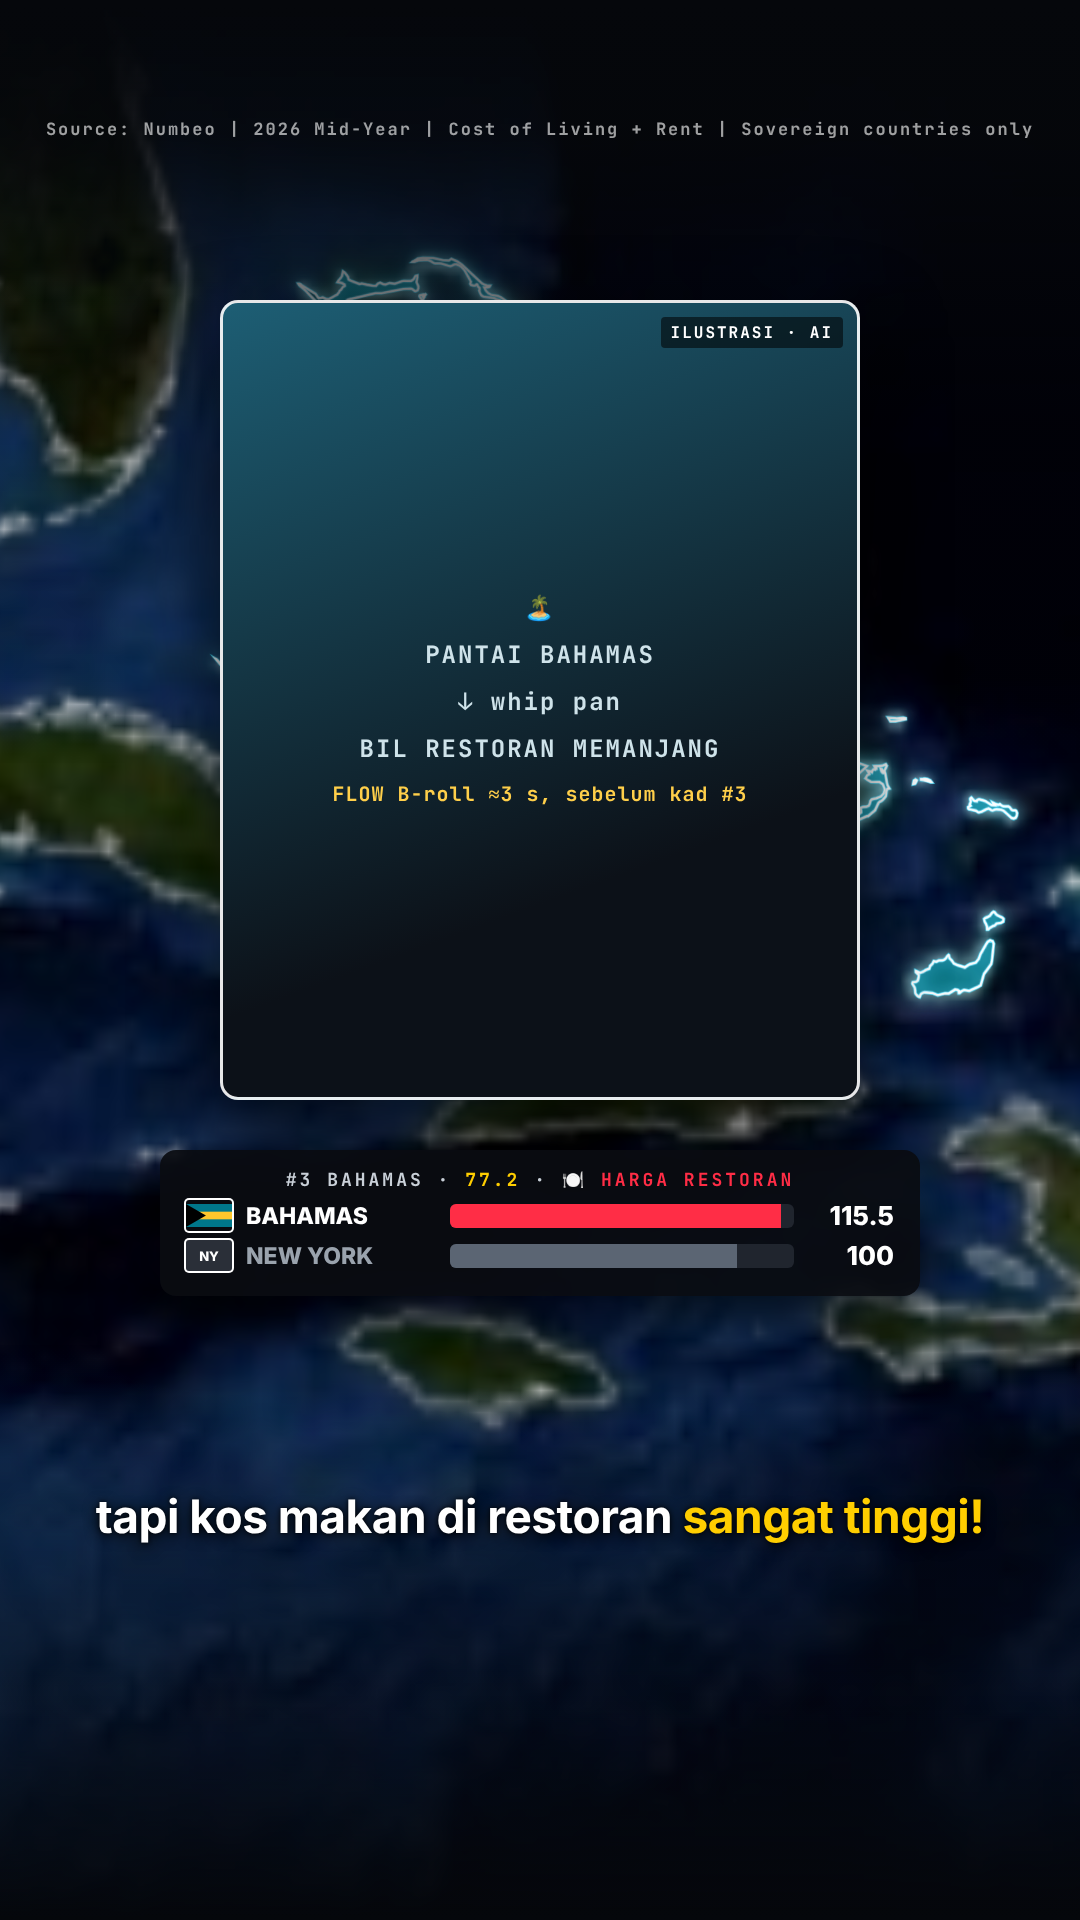 Source: Numbeo | 2026 Mid-Year | Cost of Living + Rent | Sovereign countries only
ILUSTRASI · AI
PANTAI BAHAMAS
↓ whip pan
BIL RESTORAN MEMANJANG
FLOW B-roll ≈3 s, sebelum kad #3
#3 BAHAMAS · 77.2 · 🍽 HARGA RESTORAN
BAHAMAS 115.5
NY NEW YORK 100
tapi kos makan di restoran sangat tinggi!